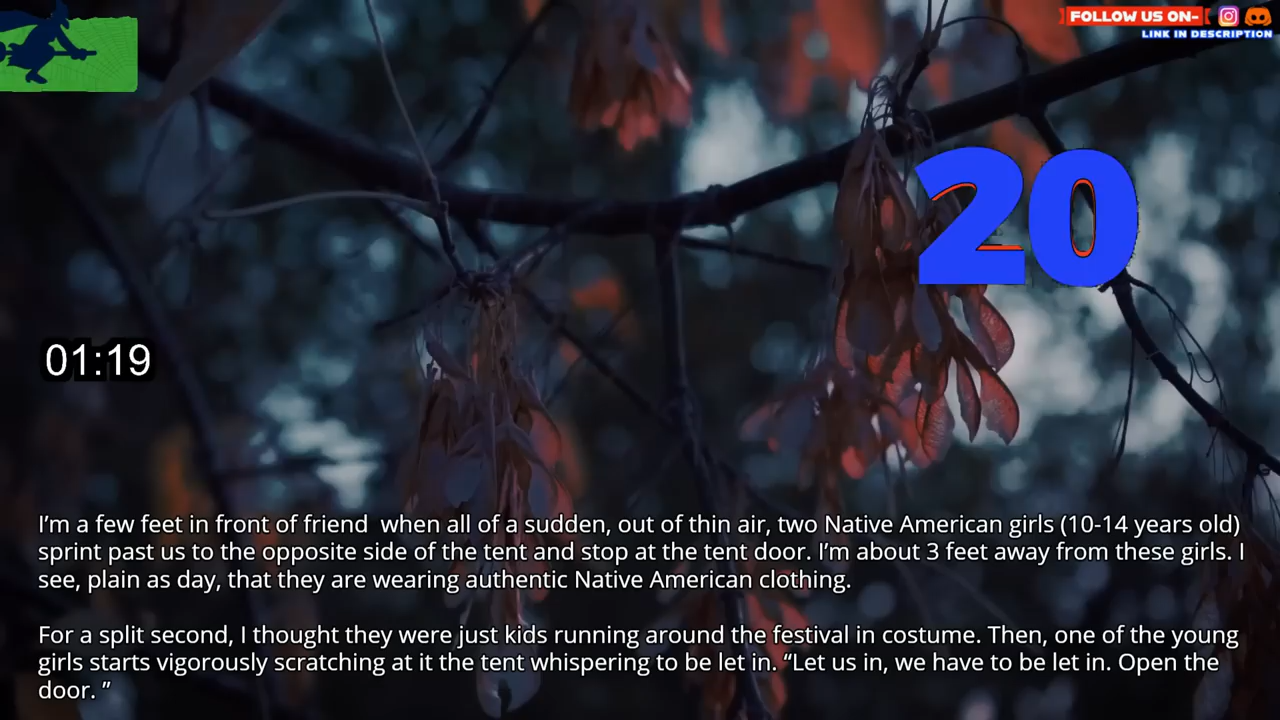 FOLLOW US ON-
LINK IN DESCRIPTION
20
01:19
I’m a few feet in front of friend  when all of a sudden, out of thin air, two Native American girls (10-14 years old)
sprint past us to the opposite side of the tent and stop at the tent door. I’m about 3 feet away from these girls. I
see, plain as day, that they are wearing authentic Native American clothing.
For a split second, I thought they were just kids running around the festival in costume. Then, one of the young
girls starts vigorously scratching at it the tent whispering to be let in. “Let us in, we have to be let in. Open the
door. ”